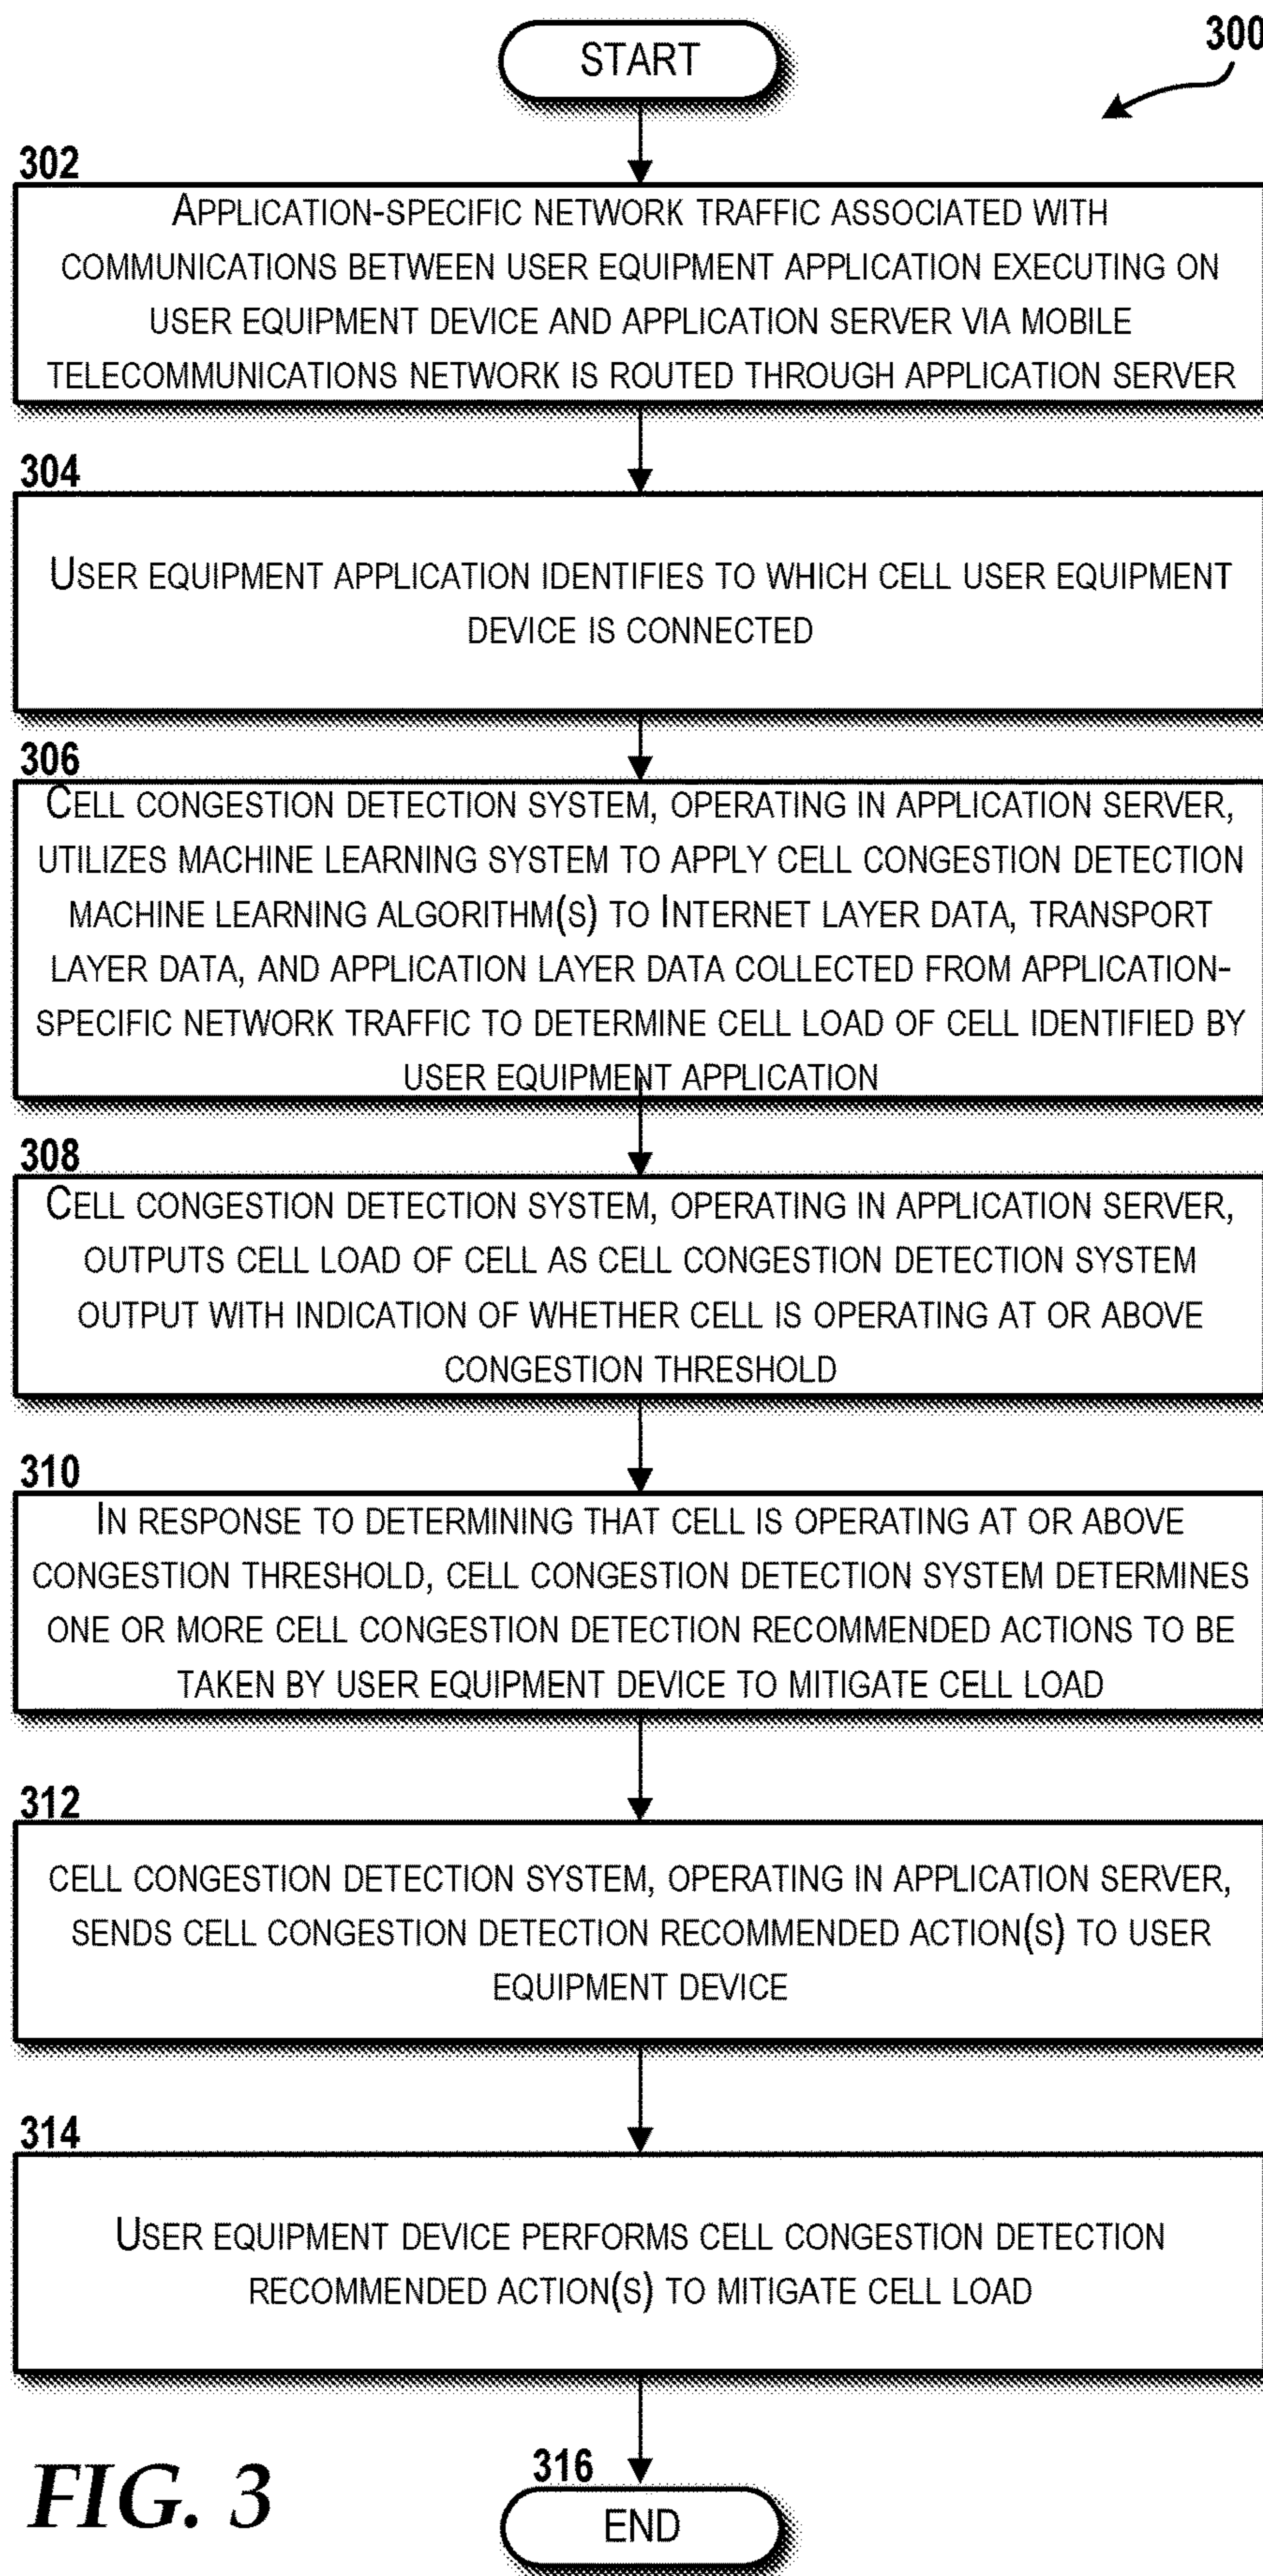 START
300
302
APPLICATION-SPECIFIC NETWORK TRAFFIC ASSOCIATED WITH
COMMUNICATIONS BETWEEN USER EQUIPMENT APPLICATION EXECUTING ON
USER EQUIPMENT DEVICE AND APPLICATION SERVER VIA MOBILE
TELECOMMUNICATIONS NETWORK IS ROUTED THROUGH APPLICATION SERVER
304
USER EQUIPMENT APPLICATION IDENTIFIES TO WHICH CELL USER EQUIPMENT
DEVICE IS CONNECTED
306
CELL CONGESTION DETECTION SYSTEM, OPERATING IN APPLICATION SERVER,
UTILIZES MACHINE LEARNING SYSTEM TO APPLY CELL CONGESTION DETECTION
MACHINE LEARNING ALGORITHM(S) TO INTERNET LAYER DATA, TRANSPORT
LAYER DATA, AND APPLICATION LAYER DATA COLLECTED FROM APPLICATION-
SPECIFIC NETWORK TRAFFIC TO DETERMINE CELL LOAD OF CELL IDENTIFIED BY
USER EQUIPMENT APPLICATION
308
CELL CONGESTION DETECTION SYSTEM, OPERATING IN APPLICATION SERVER,
OUTPUTS CELL LOAD OF CELL AS CELL CONGESTION DETECTION SYSTEM
OUTPUT WITH INDICATION OF WHETHER CELL IS OPERATING AT OR ABOVE
CONGESTION THRESHOLD
310
IN RESPONSE TO DETERMINING THAT CELL IS OPERATING AT OR ABOVE
CONGESTION THRESHOLD, CELL CONGESTION DETECTION SYSTEM DETERMINES
ONE OR MORE CELL CONGESTION DETECTION RECOMMENDED ACTIONS TO BE
TAKEN BY USER EQUIPMENT DEVICE TO MITIGATE CELL LOAD
312
CELL CONGESTION DETECTION SYSTEM, OPERATING IN APPLICATION SERVER,
SENDS CELL CONGESTION DETECTION RECOMMENDED ACTION(S) TO USER
EQUIPMENT DEVICE
314
USER EQUIPMENT DEVICE PERFORMS CELL CONGESTION DETECTION
RECOMMENDED ACTION(S) TO MITIGATE CELL LOAD
316
END
FIG. 3